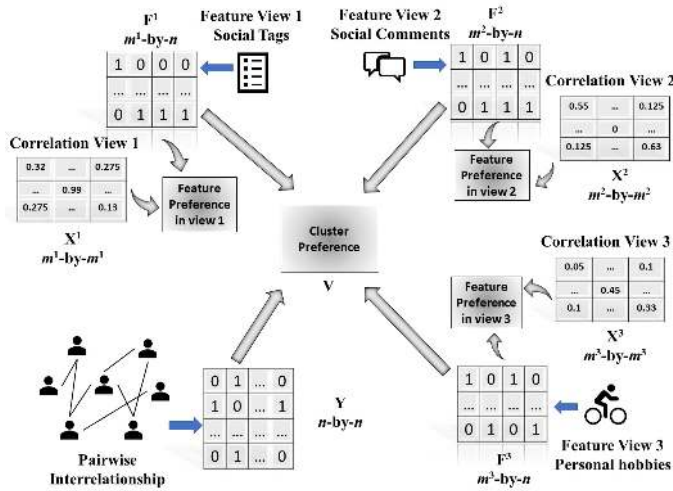 F¹
m¹-by-n
Feature View 1
Social Tags
1 0 0 0
... ... ... ...
0 1 1 1
Feature View 2
Social Comments
F²
m²-by-n
1 0 1 0
... ... ... ...
0 1 1 1
Correlation View 1
0.32 ... 0.275
... 0.99 ...
0.275 ... 0.13
X¹
m¹-by-m¹
Feature
Preference
in view 1
Correlation View 2
0.55 ... 0.125
... 0 ...
0.125 ... 0.63
X²
m²-by-m²
Feature
Preference
in view 2
Cluster
Preference
V
Correlation View 3
0.05 ... 0.1
... 0.45 ...
0.1 ... 0.33
X³
m³-by-m³
Feature
Preference
in view 3
Pairwise
Interrelationship
0 1 ... 0
1 0 ... 1
... ... ... ...
0 1 ... 0
Y
n-by-n
1 0 1 0
... ... ... ...
0 1 0 1
F³
m³-by-n
Feature View 3
Personal hobbies